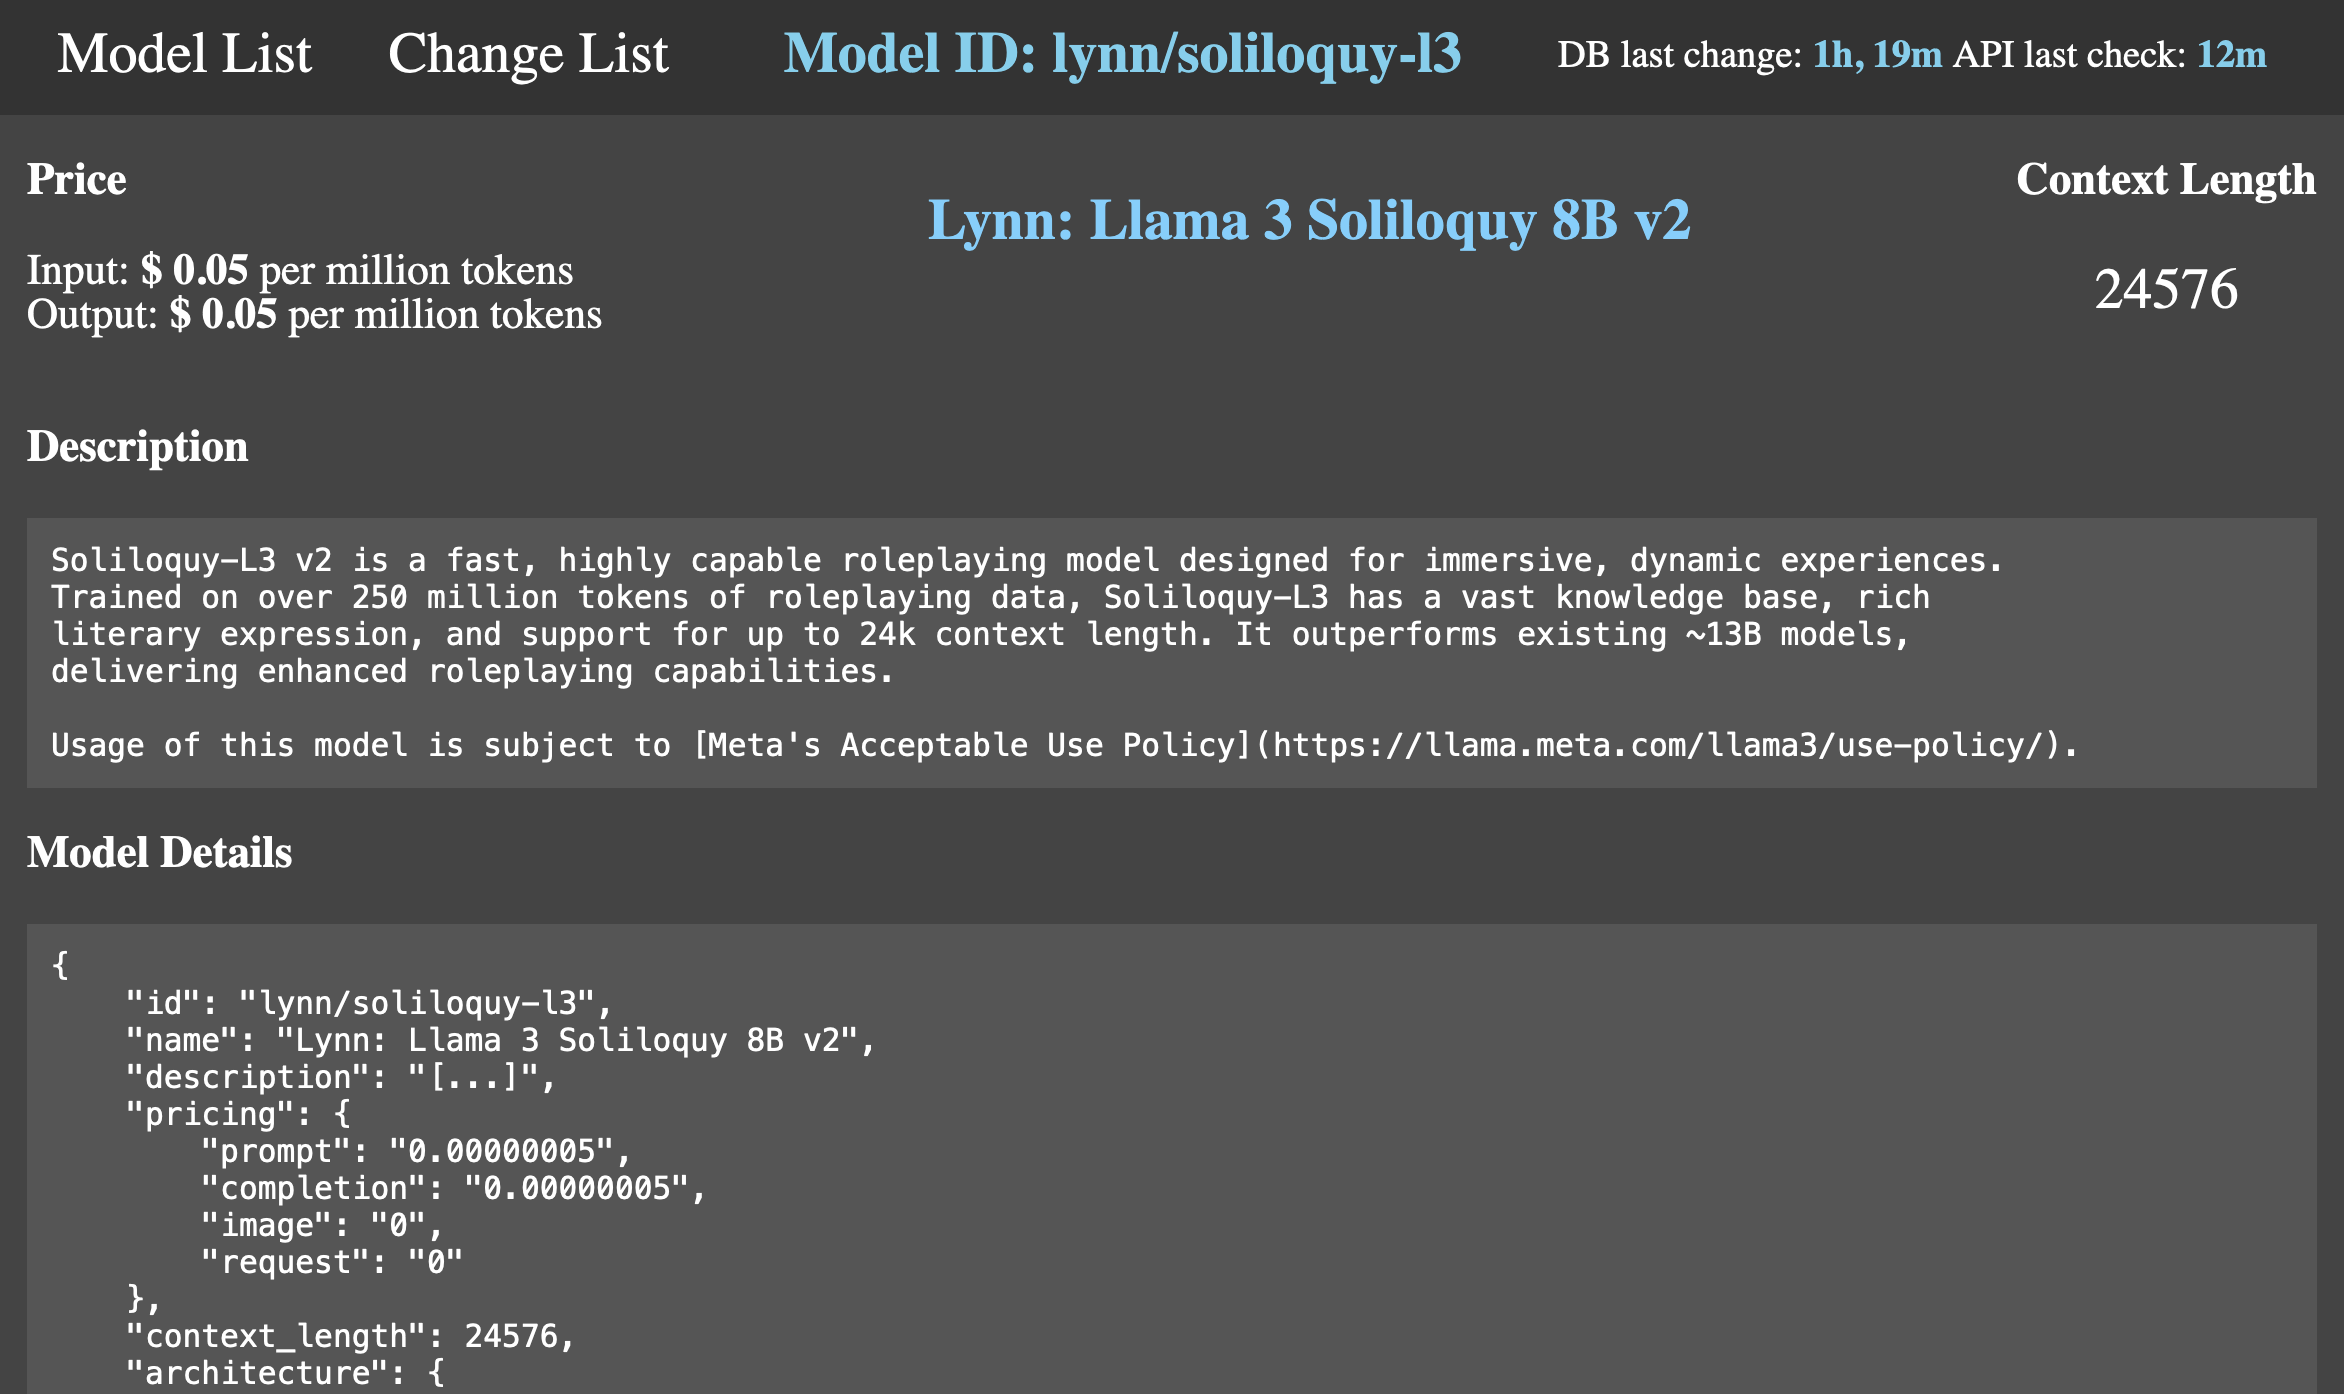 Model List Change List Model ID: lynn/soliloquy-l3 DB last change: 1h, 19m API last check: 12m
Price
Lynn: Llama 3 Soliloquy 8B v2
Context Length
Input: $ 0.05 per million tokens
Output: $ 0.05 per million tokens
24576
Description
Soliloquy-L3 v2 is a fast, highly capable roleplaying model designed for immersive, dynamic experiences.
Trained on over 250 million tokens of roleplaying data, Soliloquy-L3 has a vast knowledge base, rich
literary expression, and support for up to 24k context length. It outperforms existing ~13B models,
delivering enhanced roleplaying capabilities.
Usage of this model is subject to [Meta's Acceptable Use Policy](https://llama.meta.com/llama3/use-policy/).
Model Details
{
    "id": "lynn/soliloquy-l3",
    "name": "Lynn: Llama 3 Soliloquy 8B v2",
    "description": "[...]",
    "pricing": {
        "prompt": "0.00000005",
        "completion": "0.00000005",
        "image": "0",
        "request": "0"
    },
    "context_length": 24576,
    "architecture": {